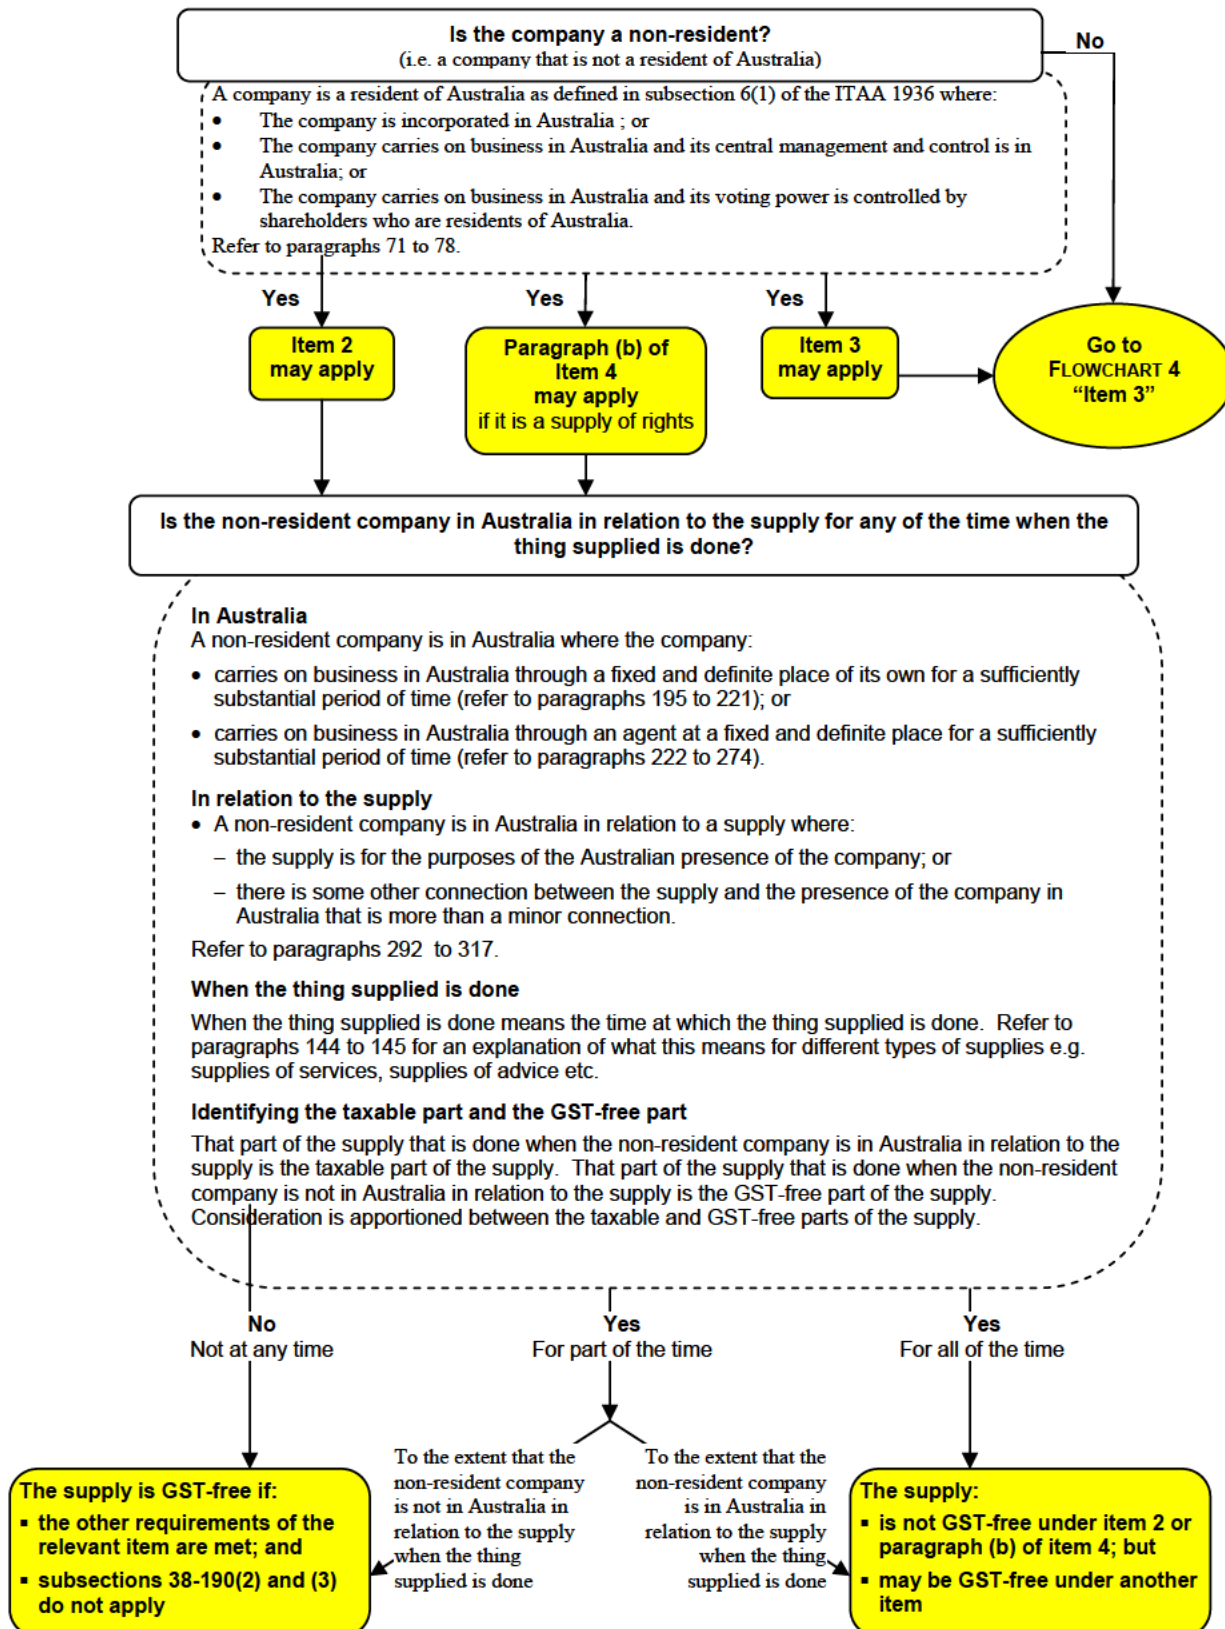 Is the company a non-resident?
(i.e. a company that is not a resident of Australia)
No
A company is a resident of Australia as defined in subsection 6(1) of the ITAA 1936 where:
• The company is incorporated in Australia ; or
• The company carries on business in Australia and its central management and control is in
Australia; or
• The company carries on business in Australia and its voting power is controlled by
shareholders who are residents of Australia.
Refer to paragraphs 71 to 78.
Yes
Yes
Yes
Item 2
may apply
Paragraph (b) of
Item 4
may apply
if it is a supply of rights
Item 3
may apply
Go to
FLOWCHART 4
“Item 3”
Is the non-resident company in Australia in relation to the supply for any of the time when the
thing supplied is done?
In Australia
A non-resident company is in Australia where the company:
• carries on business in Australia through a fixed and definite place of its own for a sufficiently
substantial period of time (refer to paragraphs 195 to 221); or
• carries on business in Australia through an agent at a fixed and definite place for a sufficiently
substantial period of time (refer to paragraphs 222 to 274).
In relation to the supply
• A non-resident company is in Australia in relation to a supply where:
– the supply is for the purposes of the Australian presence of the company; or
– there is some other connection between the supply and the presence of the company in
Australia that is more than a minor connection.
Refer to paragraphs 292 to 317.
When the thing supplied is done
When the thing supplied is done means the time at which the thing supplied is done. Refer to
paragraphs 144 to 145 for an explanation of what this means for different types of supplies e.g.
supplies of services, supplies of advice etc.
Identifying the taxable part and the GST-free part
That part of the supply that is done when the non-resident company is in Australia in relation to the
supply is the taxable part of the supply. That part of the supply that is done when the non-resident
company is not in Australia in relation to the supply is the GST-free part of the supply.
Consideration is apportioned between the taxable and GST-free parts of the supply.
No
Not at any time
Yes
For part of the time
Yes
For all of the time
To the extent that the
non-resident company
is not in Australia in
relation to the supply
when the thing
supplied is done
To the extent that the
non-resident company
is in Australia in
relation to the supply
when the thing
supplied is done
The supply is GST-free if:
▪ the other requirements of the
relevant item are met; and
▪ subsections 38-190(2) and (3)
do not apply
The supply:
▪ is not GST-free under item 2 or
paragraph (b) of item 4; but
▪ may be GST-free under another
item